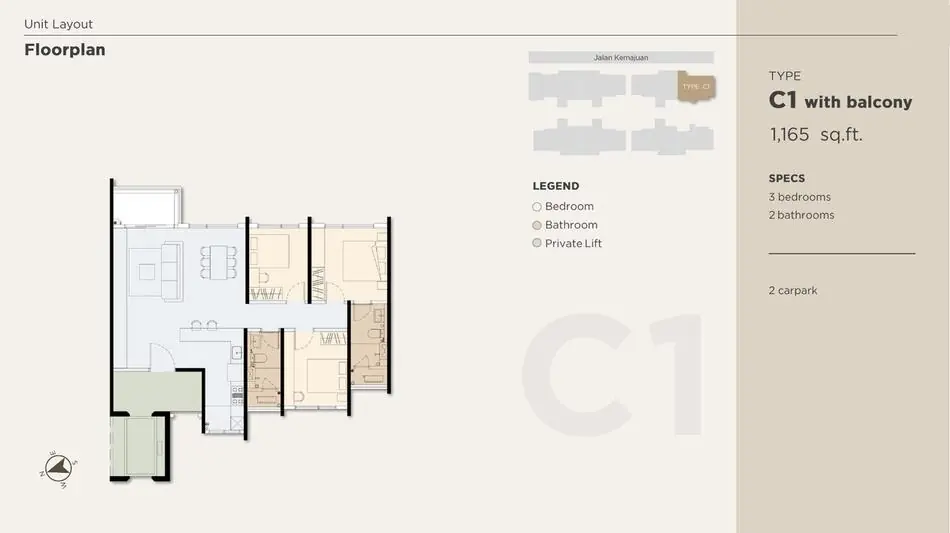 Unit Layout
Floorplan
Jalan Kemajuan
TYPE C1
TYPE
C1 with balcony
1,165 sq.ft.
SPECS
3 bedrooms
2 bathrooms
2 carpark
LEGEND
Bedroom
Bathroom
Private Lift
C1
E
S
N
W